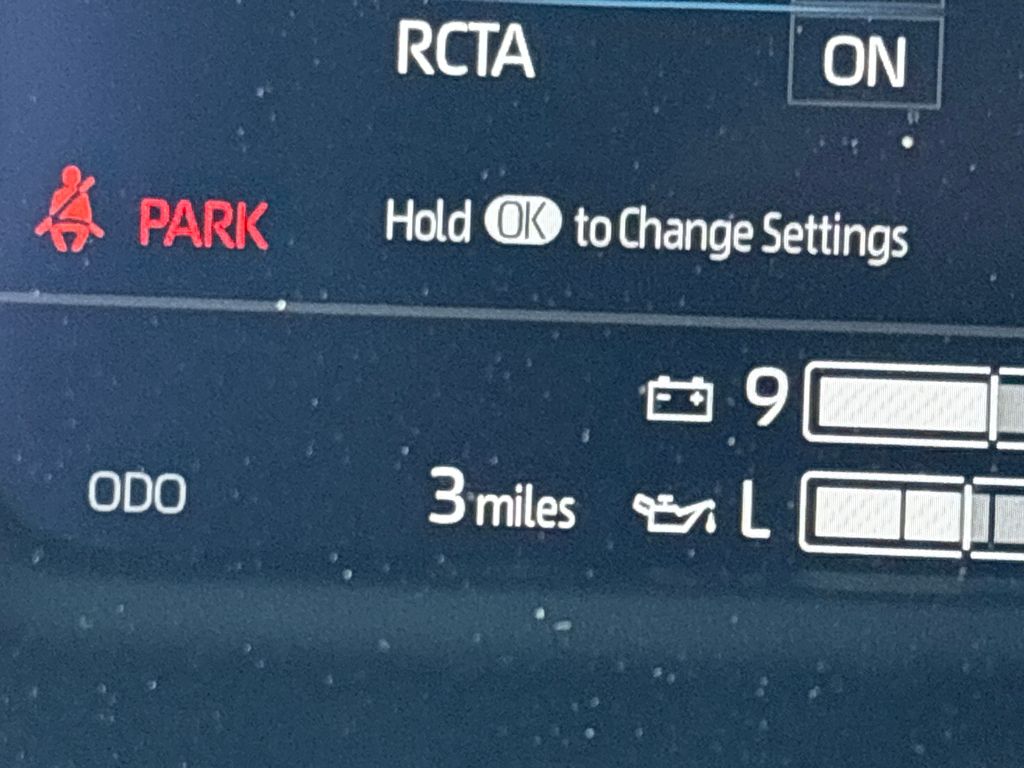 RCTA ON
PARK Hold OK to Change Settings
9
ODO 3 miles L